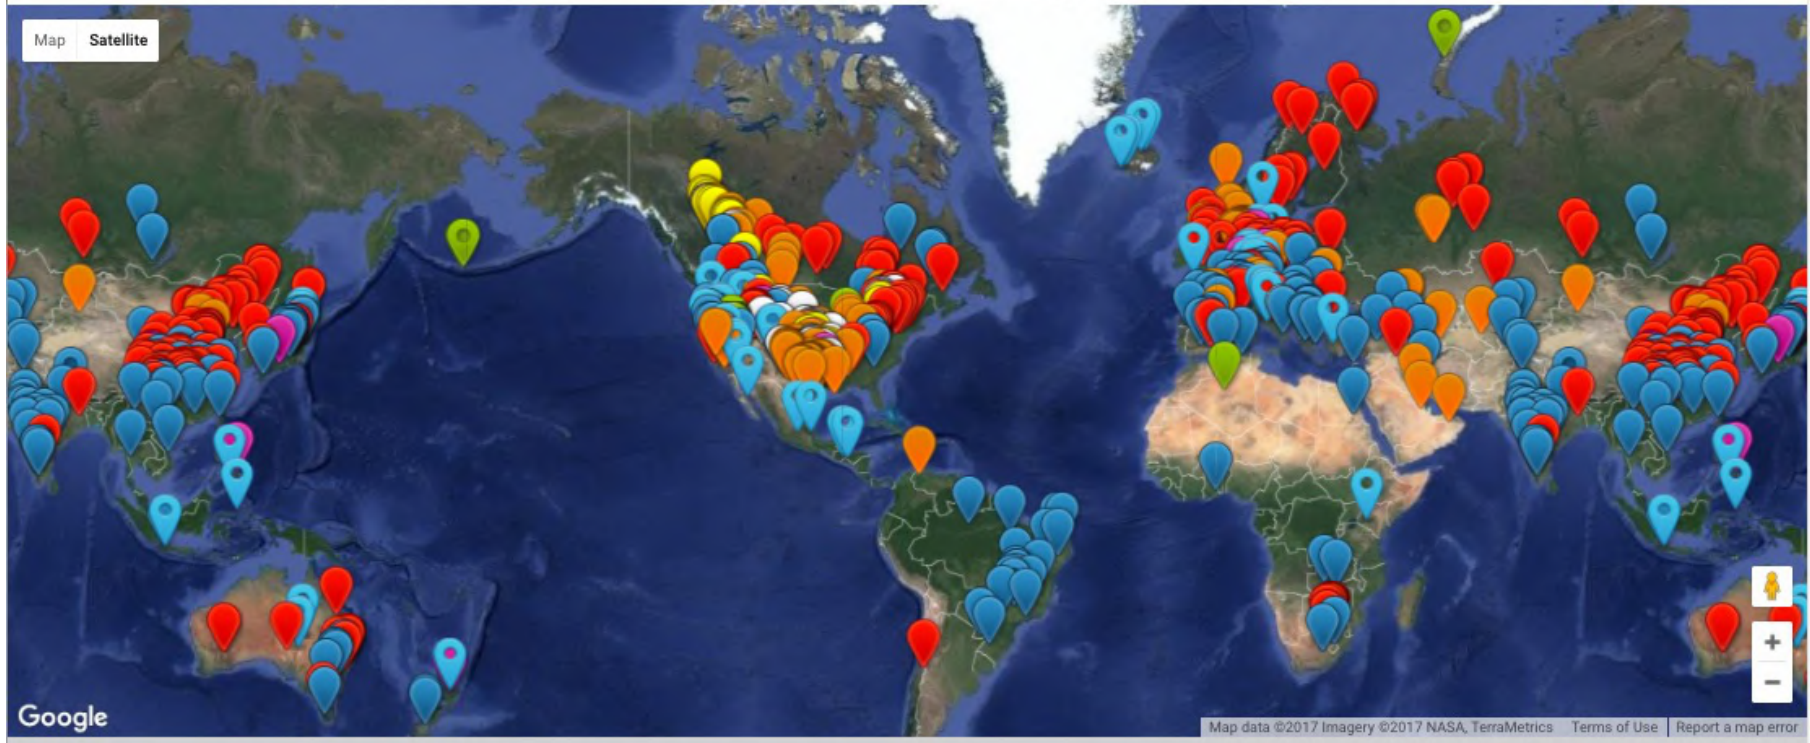 Map Satellite
+
−
Google
Map data ©2017 Imagery ©2017 NASA, TerraMetrics Terms of Use Report a map error